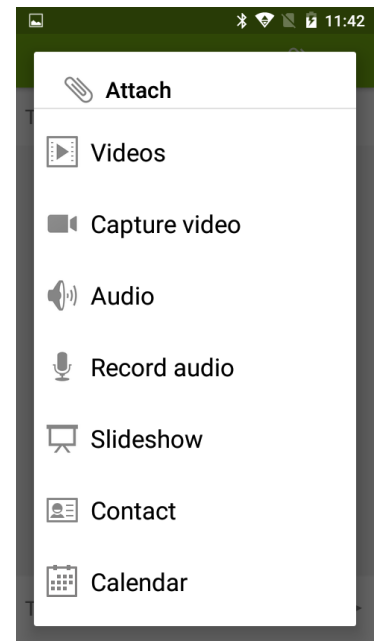 11:42
Attach
Videos
Capture video
Audio
Record audio
Slideshow
Contact
Calendar